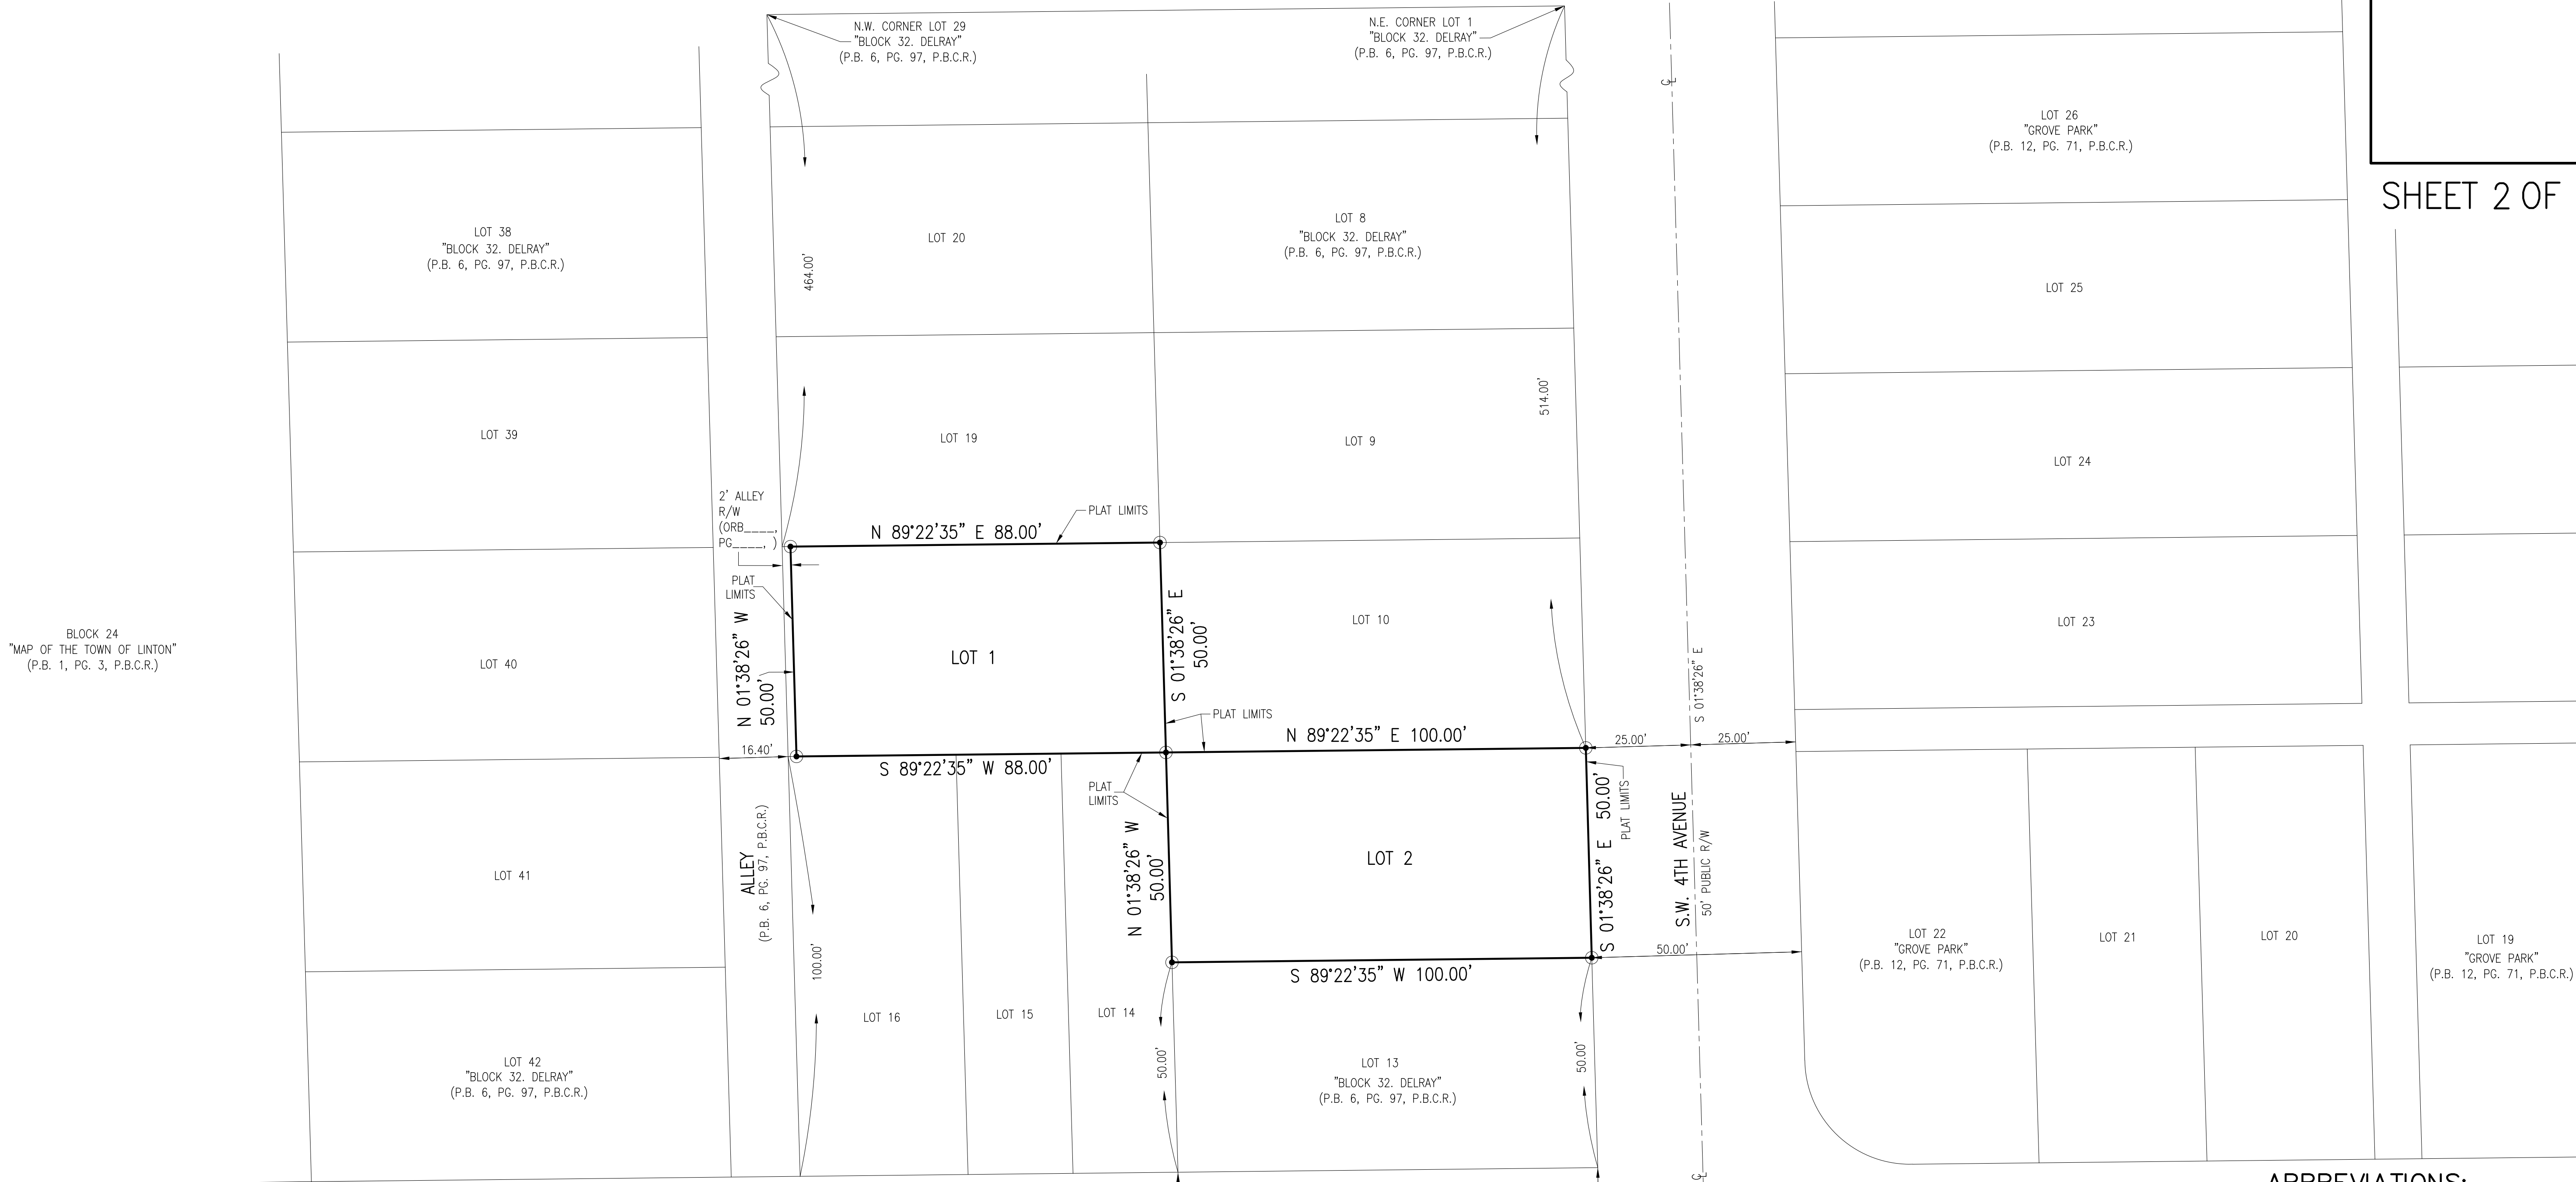 N.W. CORNER LOT 29
"BLOCK 32. DELRAY"
(P.B. 6, PG. 97, P.B.C.R.)
N.E. CORNER LOT 1
"BLOCK 32. DELRAY"
(P.B. 6, PG. 97, P.B.C.R.)
C
L
LOT 26
"GROVE PARK"
(P.B. 12, PG. 71, P.B.C.R.)
SHEET 2 OF
LOT 38
"BLOCK 32. DELRAY"
(P.B. 6, PG. 97, P.B.C.R.)
LOT 20
LOT 8
"BLOCK 32. DELRAY"
(P.B. 6, PG. 97, P.B.C.R.)
464.00'
LOT 25
LOT 39
LOT 19
LOT 9
514.00'
LOT 24
2' ALLEY
R/W
(ORB____,
PG____, )
N 89°22'35" E 88.00'
PLAT LIMITS
PLAT
LIMITS
N 01°38'26" W
50.00'
LOT 1
S 01°38'26" E
50.00'
LOT 10
S 01°38'26" E
LOT 23
BLOCK 24
"MAP OF THE TOWN OF LINTON"
(P.B. 1, PG. 3, P.B.C.R.)
LOT 40
PLAT LIMITS
N 89°22'35" E 100.00'
25.00'
25.00'
16.40'
S 89°22'35" W 88.00'
PLAT
LIMITS
N 01°38'26" W
50.00'
LOT 2
S 01°38'26" E 50.00'
PLAT LIMITS
S.W. 4TH AVENUE
50' PUBLIC R/W
ALLEY
(P.B. 6, PG. 97, P.B.C.R.)
LOT 41
100.00'
S 89°22'35" W 100.00'
50.00'
LOT 22
"GROVE PARK"
(P.B. 12, PG. 71, P.B.C.R.)
LOT 21
LOT 20
LOT 19
"GROVE PARK"
(P.B. 12, PG. 71, P.B.C.R.)
LOT 16
LOT 15
LOT 14
50.00'
50.00'
LOT 42
"BLOCK 32. DELRAY"
(P.B. 6, PG. 97, P.B.C.R.)
LOT 13
"BLOCK 32. DELRAY"
(P.B. 6, PG. 97, P.B.C.R.)
C
L
ABBREVIATIONS: